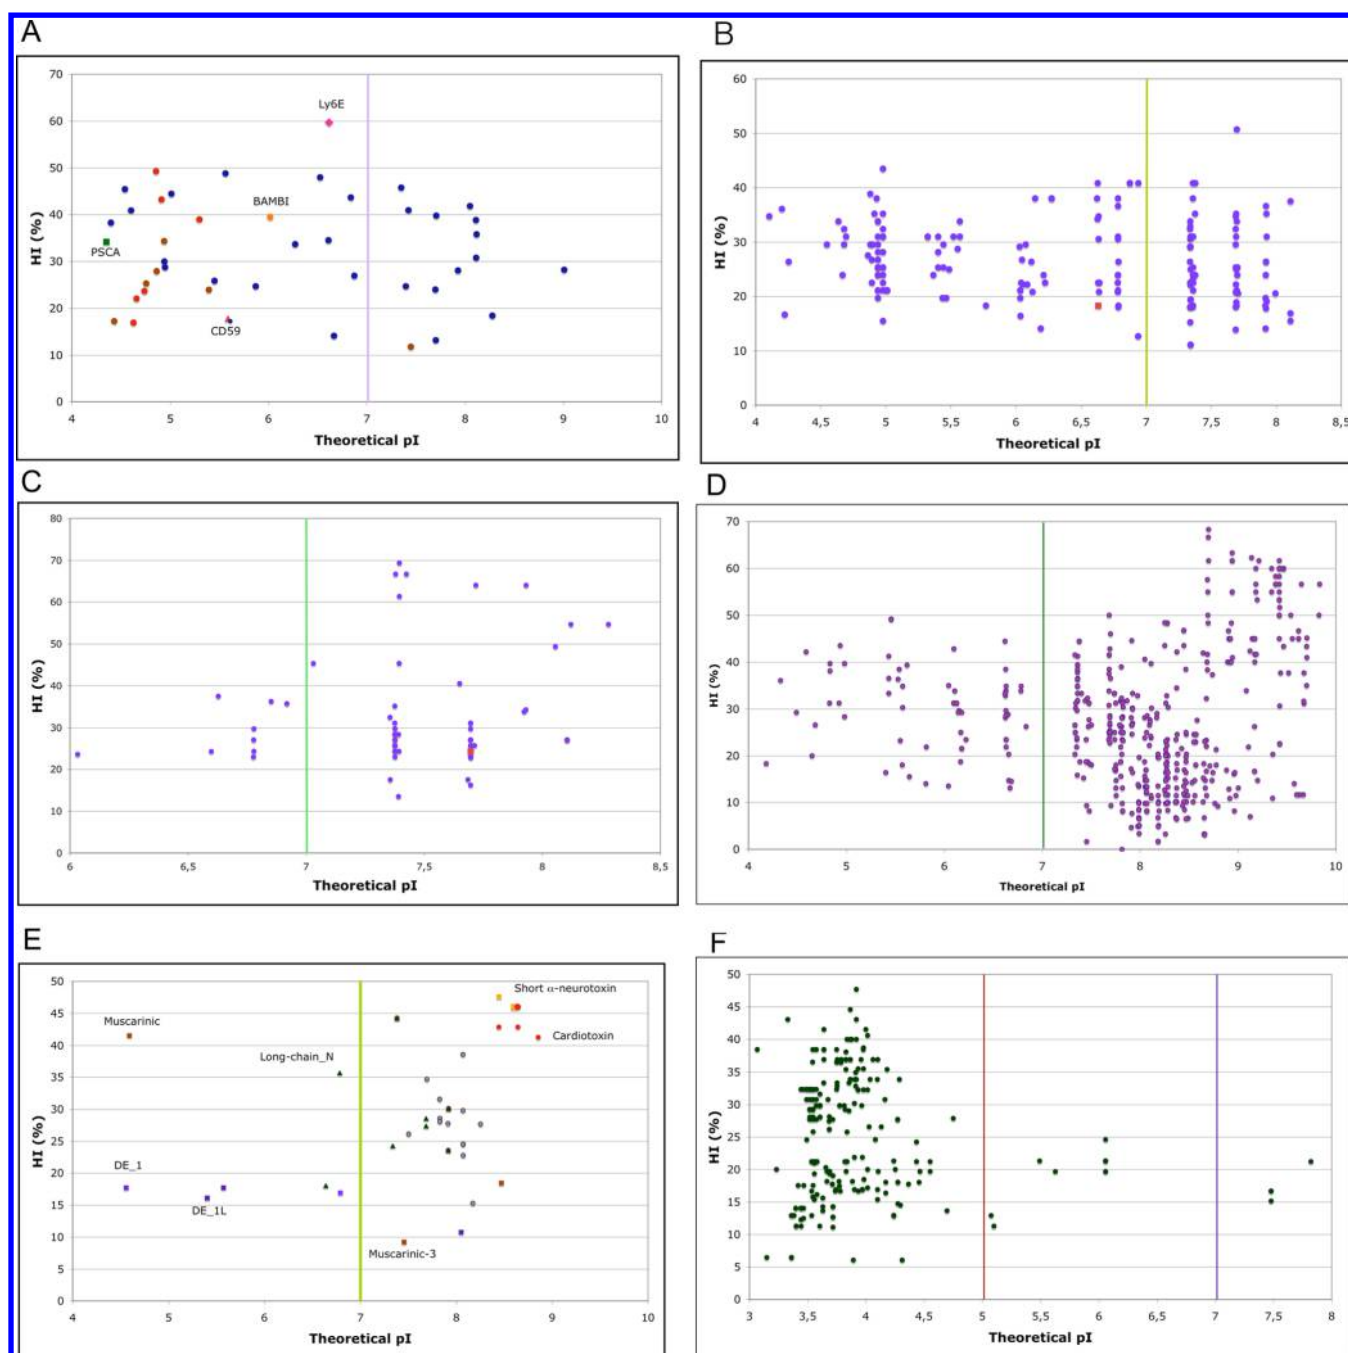 A
70
60
50
40
30
20
10
0
HI (%)
Ly6E
BAMBI
PSCA
CD59
4 5 6 7 8 9 10
Theoretical pI
B
60
50
40
30
20
10
0
HI (%)
4 4,5 5 5,5 6 6,5 7 7,5 8 8,5
Theoretical pI
C
80
70
60
50
40
30
20
10
0
HI (%)
6 6,5 7 7,5 8 8,5
Theoretical pI
D
70
60
50
40
30
20
10
0
HI (%)
4 5 6 7 8 9 10
Theoretical pI
E
50
45
40
35
30
25
20
15
10
5
0
HI (%)
Short α-neurotoxin
Muscarinic
Cardiotoxin
Long-chain_N
DE_1
DE_1L
Muscarinic-3
4 5 6 7 8 9 10
Theoretical pI
F
50
45
40
35
30
25
20
15
10
5
0
HI (%)
3 3,5 4 4,5 5 5,5 6 6,5 7 7,5 8
Theoretical pI